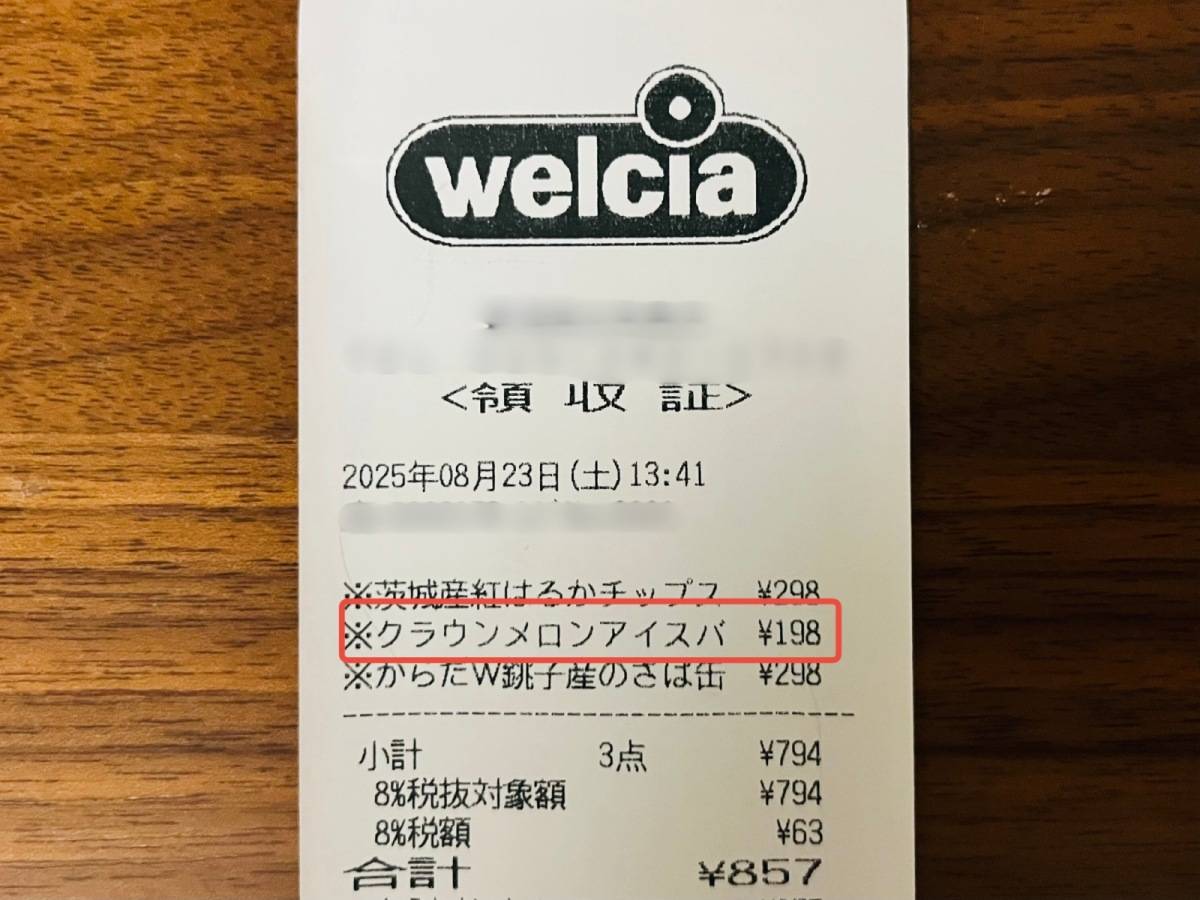 welcia
<領 収 証>
2025年08月23日(土)13:41
※茨城産紅はるかチップス ¥298
※クラウンメロンアイスバ ¥198
※からだW銚子産のさば缶 ¥298
小計 3点 ¥794
8%税抜対象額 ¥794
8%税額 ¥63
合計 ¥857